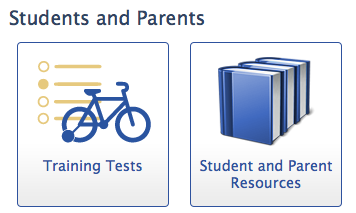 Students and Parents
Training Tests
Student and Parent
Resources